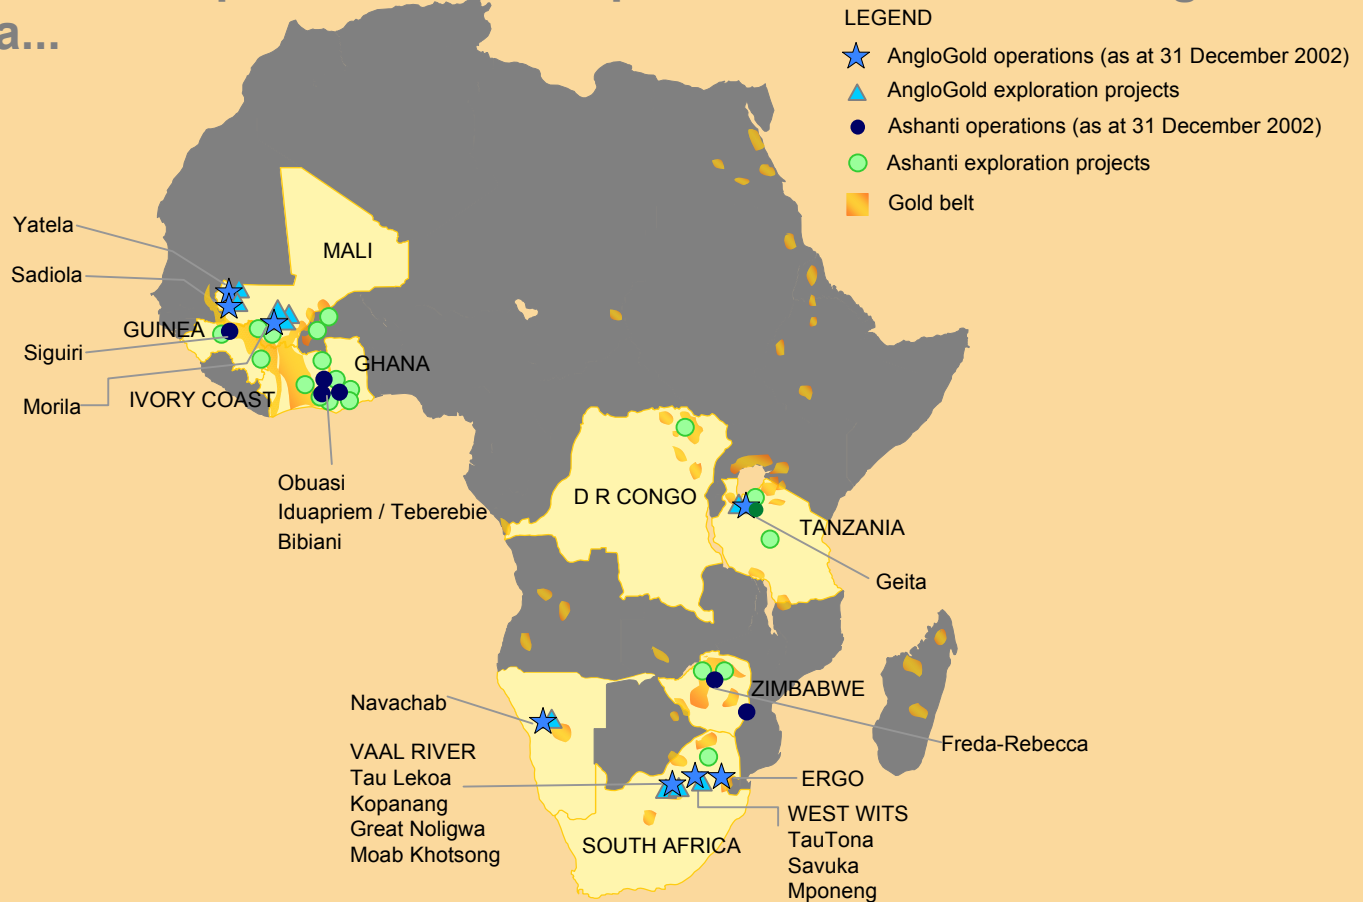 a...
LEGEND
AngloGold operations (as at 31 December 2002)
AngloGold exploration projects
Ashanti operations (as at 31 December 2002)
Ashanti exploration projects
Gold belt
Yatela
MALI
Sadiola
GUINEA
Siguiri
GHANA
Morila
IVORY COAST
Obuasi
Iduapriem / Teberebie
Bibiani
D R CONGO
TANZANIA
Geita
ZIMBABWE
Navachab
Freda-Rebecca
VAAL RIVER
Tau Lekoa
Kopanang
Great Noligwa
Moab Khotsong
ERGO
WEST WITS
TauTona
Savuka
Mponeng
SOUTH AFRICA